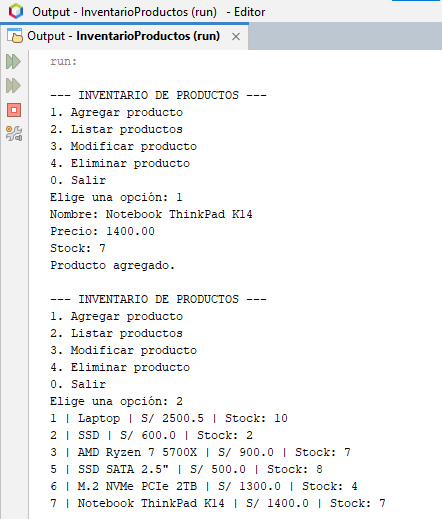 Output - InventarioProductos (run) - Editor
Output - InventarioProductos (run) ×
run:
--- INVENTARIO DE PRODUCTOS ---
1. Agregar producto
2. Listar productos
3. Modificar producto
4. Eliminar producto
0. Salir
Elige una opción: 1
Nombre: Notebook ThinkPad K14
Precio: 1400.00
Stock: 7
Producto agregado.
--- INVENTARIO DE PRODUCTOS ---
1. Agregar producto
2. Listar productos
3. Modificar producto
4. Eliminar producto
0. Salir
Elige una opción: 2
1 | Laptop | S/ 2500.5 | Stock: 10
2 | SSD | S/ 600.0 | Stock: 2
3 | AMD Ryzen 7 5700X | S/ 900.0 | Stock: 7
5 | SSD SATA 2.5" | S/ 500.0 | Stock: 8
6 | M.2 NVMe PCIe 2TB | S/ 1300.0 | Stock: 4
7 | Notebook ThinkPad K14 | S/ 1400.0 | Stock: 7